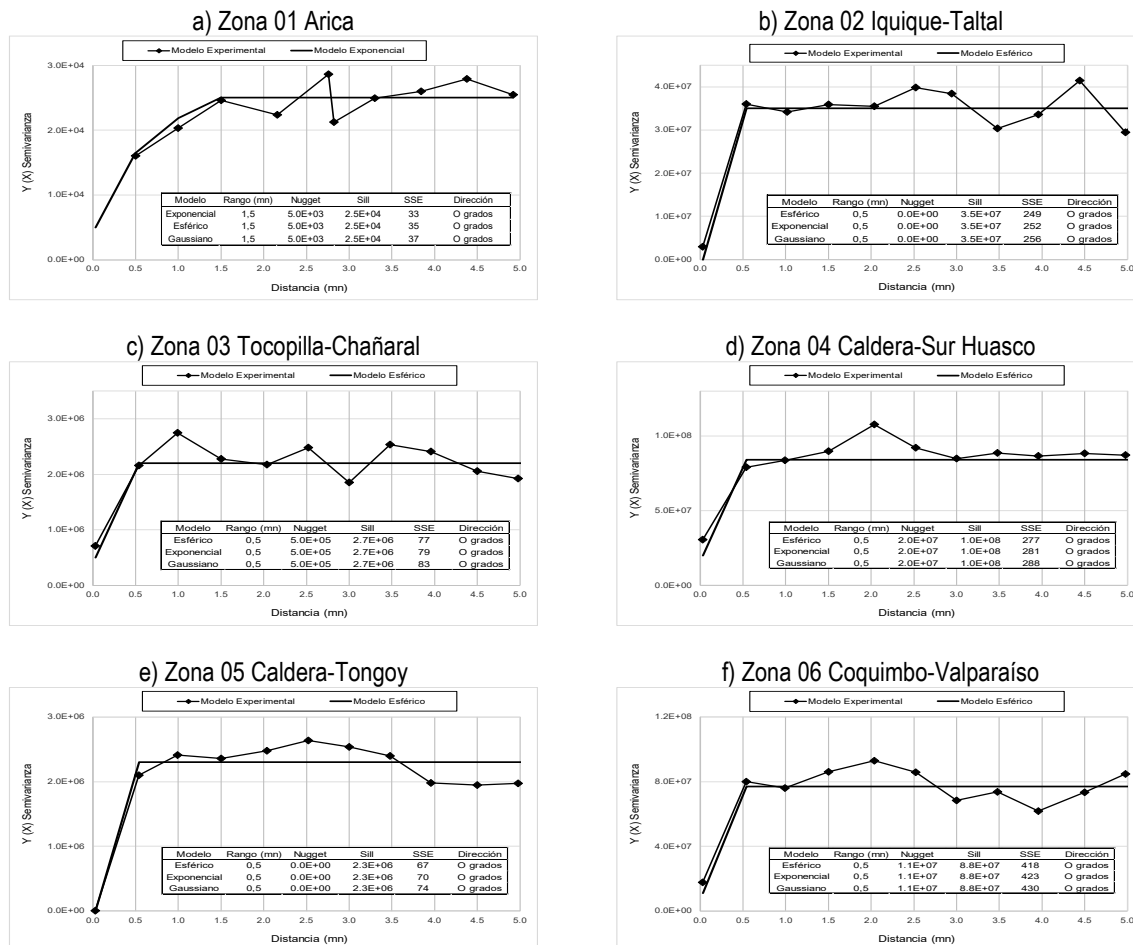 a) Zona 01 Arica
Modelo Experimental Modelo Exponencial
Y (X) Semivarianza
3.0E+04
2.0E+04
1.0E+04
0.0E+00
Modelo Rango (mn) Nugget Sill SSE Dirección
Exponencial 1,5 5.0E+03 2.5E+04 33 O grados
Esférico 1,5 5.0E+03 2.5E+04 35 O grados
Gaussiano 1,5 5.0E+03 2.5E+04 37 O grados
0.0 0.5 1.0 1.5 2.0 2.5 3.0 3.5 4.0 4.5 5.0
Distancia (mn)
b) Zona 02 Iquique-Taltal
Modelo Experimental Modelo Esférico
Y (X) Semivarianza
4.0E+07
3.0E+07
2.0E+07
1.0E+07
0.0E+00
Modelo Rango (mn) Nugget Sill SSE Dirección
Esférico 0,5 0.0E+00 3.5E+07 249 O grados
Exponencial 0,5 0.0E+00 3.5E+07 252 O grados
Gaussiano 0,5 0.0E+00 3.5E+07 256 O grados
0.0 0.5 1.0 1.5 2.0 2.5 3.0 3.5 4.0 4.5 5.0
Distancia (mn)
c) Zona 03 Tocopilla-Chañaral
Modelo Experimental Modelo Esférico
Y (X) Semivarianza
3.0E+06
2.0E+06
1.0E+06
0.0E+00
Modelo Rango (mn) Nugget Sill SSE Dirección
Esférico 0,5 5.0E+05 2.7E+06 77 O grados
Exponencial 0,5 5.0E+05 2.7E+06 79 O grados
Gaussiano 0,5 5.0E+05 2.7E+06 83 O grados
0.0 0.5 1.0 1.5 2.0 2.5 3.0 3.5 4.0 4.5 5.0
Distancia (mn)
d) Zona 04 Caldera-Sur Huasco
Modelo Experimental Modelo Esférico
Y (X) Semivarianza
1.0E+08
5.0E+07
0.0E+00
Modelo Rango (mn) Nugget Sill SSE Dirección
Esférico 0,5 2.0E+07 1.0E+08 277 O grados
Exponencial 0,5 2.0E+07 1.0E+08 281 O grados
Gaussiano 0,5 2.0E+07 1.0E+08 288 O grados
0.0 0.5 1.0 1.5 2.0 2.5 3.0 3.5 4.0 4.5 5.0
Distancia (mn)
e) Zona 05 Caldera-Tongoy
Modelo Experimental Modelo Esférico
Y (X) Semivarianza
3.0E+06
2.0E+06
1.0E+06
0.0E+00
Modelo Rango (mn) Nugget Sill SSE Dirección
Esférico 0,5 0.0E+00 2.3E+06 67 O grados
Exponencial 0,5 0.0E+00 2.3E+06 70 O grados
Gaussiano 0,5 0.0E+00 2.3E+06 74 O grados
0.0 0.5 1.0 1.5 2.0 2.5 3.0 3.5 4.0 4.5 5.0
Distancia (mn)
f) Zona 06 Coquimbo-Valparaíso
Modelo Experimental Modelo Esférico
Y (X) Semivarianza
1.2E+08
8.0E+07
4.0E+07
0.0E+00
Modelo Rango (mn) Nugget Sill SSE Dirección
Esférico 0,5 1.1E+07 8.8E+07 418 O grados
Exponencial 0,5 1.1E+07 8.8E+07 423 O grados
Gaussiano 0,5 1.1E+07 8.8E+07 430 O grados
0.0 0.5 1.0 1.5 2.0 2.5 3.0 3.5 4.0 4.5 5.0
Distancia (mn)